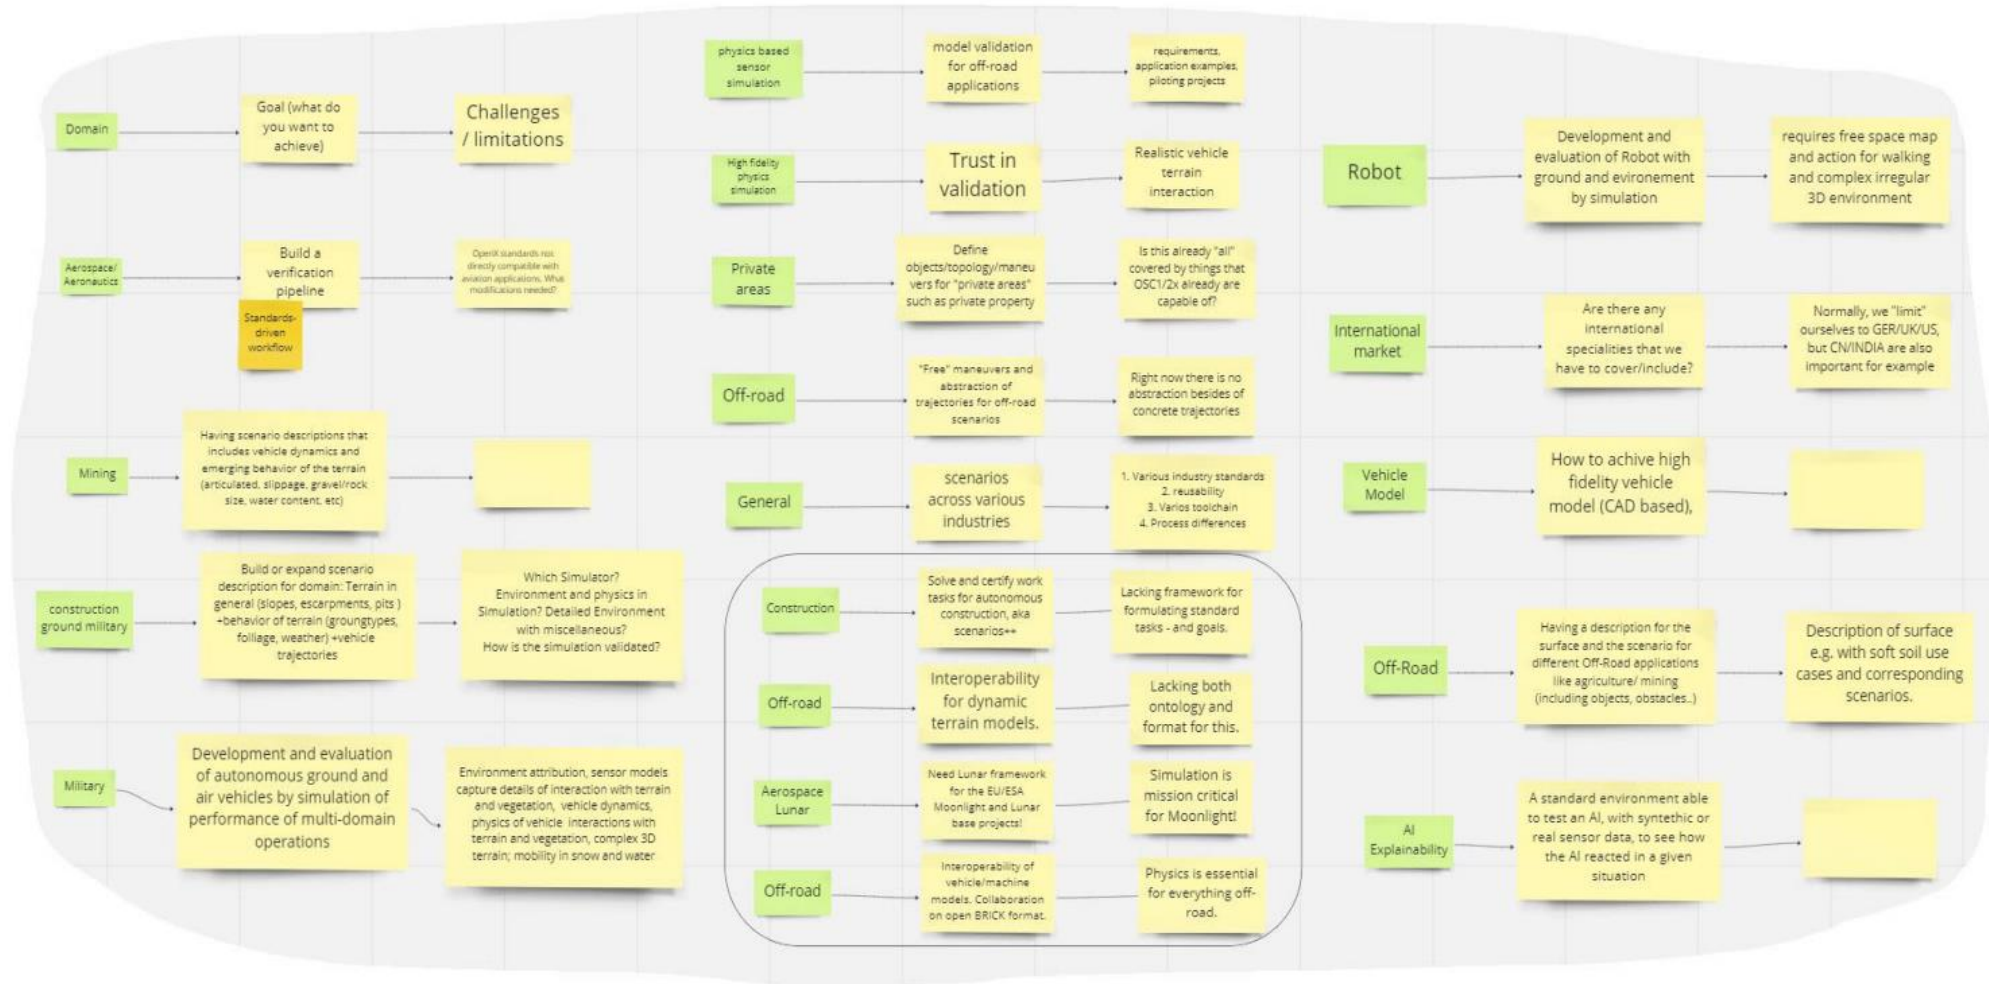 Domain
Goal (what do
you want to
achieve)
Challenges
/ limitations
Aerospace/
Aeronautics
Build a
verification
pipeline
Standards-
driven
workflow
OpenX standards not
directly compatible with
aviation applications. What
modifications needed?
Mining
Having scenario descriptions that
includes vehicle dynamics and
emerging behavior of the terrain
(articulated, slippage, gravel/rock
size, water content, etc)
construction
ground military
Build or expand scenario
description for domain: Terrain in
general (slopes, escarpments, pits )
+behavior of terrain (groungtypes,
folliage, weather) +vehicle
trajectories
Which Simulator?
Environment and physics in
Simulation? Detailed Environment
with miscellaneous?
How is the simulation validated?
Military
Development and evaluation
of autonomous ground and
air vehicles by simulation of
performance of multi-domain
operations
Environment attribution, sensor models
capture details of interaction with terrain
and vegetation, vehicle dynamics,
physics of vehicle interactions with
terrain and vegetation, complex 3D
terrain; mobility in snow and water
physics based
sensor
simulation
model validation
for off-road
applications
requirements,
application examples,
piloting projects
High fidelity
physics
simulation
Trust in
validation
Realistic vehicle
terrain
interaction
Private
areas
Define
objects/topology/maneu
vers for "private areas"
such as private property
Is this already "all"
covered by things that
OSC1/2x already are
capable of?
Off-road
"Free" maneuvers and
abstraction of
trajectories for off-road
scenarios
Right now there is no
abstraction besides of
concrete trajectories
General
scenarios
across various
industries
1. Various industry standards
2. reusability
3. Varios toolchain
4. Process differences
Construction
Solve and certify work
tasks for autonomous
construction, aka
scenarios++
Lacking framework for
formulating standard
tasks - and goals.
Off-road
Interoperability
for dynamic
terrain models.
Lacking both
ontology and
format for this.
Aerospace
Lunar
Need Lunar framework
for the EU/ESA
Moonlight and Lunar
base projects!
Simulation is
mission critical
for Moonlight!
Off-road
Interoperability of
vehicle/machine
models. Collaboration
on open BRICK format.
Physics is essential
for everything off-
road.
Robot
Development and
evaluation of Robot with
ground and evironement
by simulation
requires free space map
and action for walking
and complex irregular
3D environment
International
market
Are there any
international
specialities that we
have to cover/include?
Normally, we "limit"
ourselves to GER/UK/US,
but CN/INDIA are also
important for example
Vehicle
Model
How to achive high
fidelity vehicle
model (CAD based),
Off-Road
Having a description for the
surface and the scenario for
different Off-Road applications
like agriculture/ mining
(including objects, obstacles..)
Description of surface
e.g. with soft soil use
cases and corresponding
scenarios.
AI
Explainability
A standard environment able
to test an AI, with syntethic or
real sensor data, to see how
the AI reacted in a given
situation